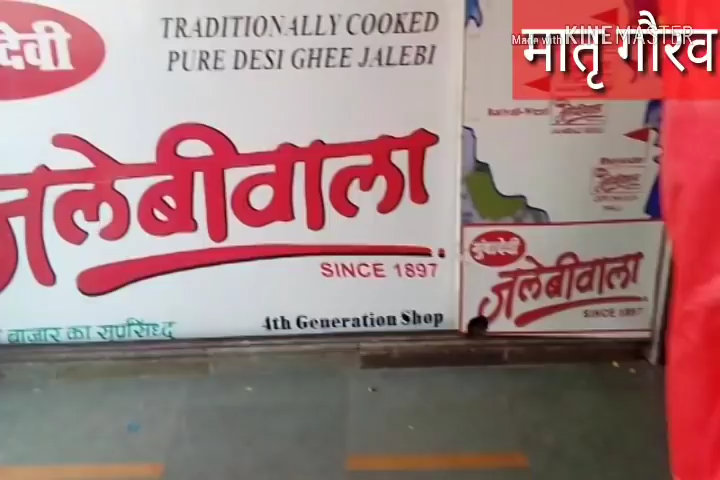 देवी
TRADITIONALLY COOKED
PURE DESI GHEE JALEBI
जलेबीवाला
SINCE 1897
बाजार का सुप्रसिध्द
4th Generation Shop
Made with KINEMASTER
मातृ गौरव
मुंबादेवी
जलेबीवाला
SINCE 1897